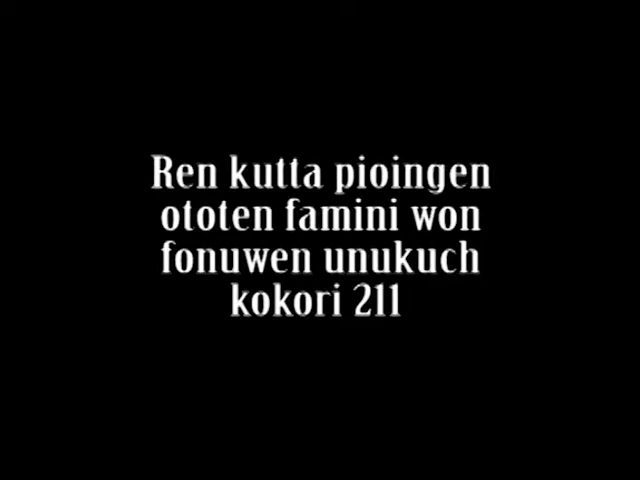 Ren kutta pioingen
ototen famini won
fonuwen unukuch
kokori 211